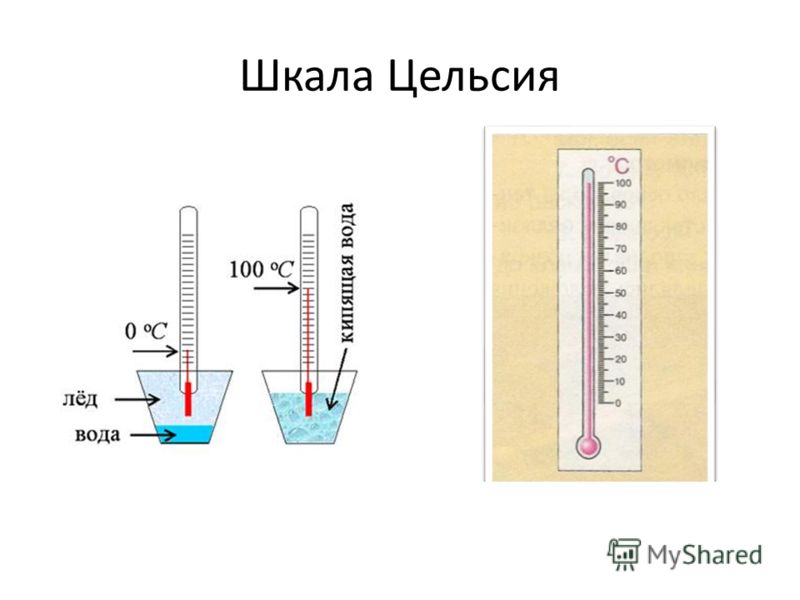 Шкала Цельсия
0 °C
100 °C
кипящая вода
лёд
вода
°C
100
90
80
70
60
50
40
30
20
10
0
MyShared